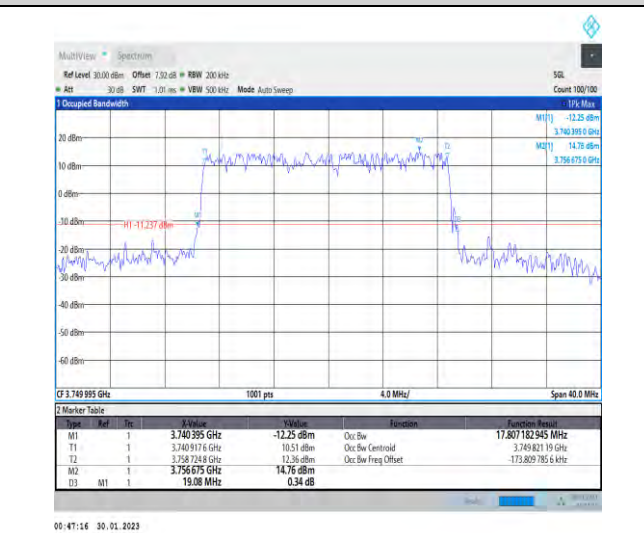 MultiView Spectrum
Ref Level 30.00 dBm Offset 7.92 dB RBW 200 kHz SGL
Att 30 dB SWT 1.01 ms VBW 500 kHz Mode Auto Sweep Count 100/100
1 Occupied Bandwidth 1Pk Max
M1[1] -12.25 dBm
3.740 395 0 GHz
20 dBm M2[1] 14.76 dBm
3.756 675 0 GHz
M2
T1 T2
10 dBm
0 dBm
M1
-10 dBm H1 -11.237 dBm D3
-20 dBm
-30 dBm
-40 dBm
-50 dBm
-60 dBm
CF 3.749 995 GHz 1001 pts 4.0 MHz/ Span 40.0 MHz
2 Marker Table
Type Ref Trc X-Value Y-Value Function Function Result
M1 1 3.740 395 GHz -12.25 dBm Occ Bw 17.807 182 945 MHz
T1 1 3.740 917 6 GHz 10.51 dBm Occ Bw Centroid 3.749 821 19 GHz
T2 1 3.758 724 8 GHz 12.36 dBm Occ Bw Freq Offset -173.809 785 6 kHz
M2 1 3.756 675 GHz 14.76 dBm
D3 M1 1 19.08 MHz 0.34 dB
00:47:16 30.01.2023